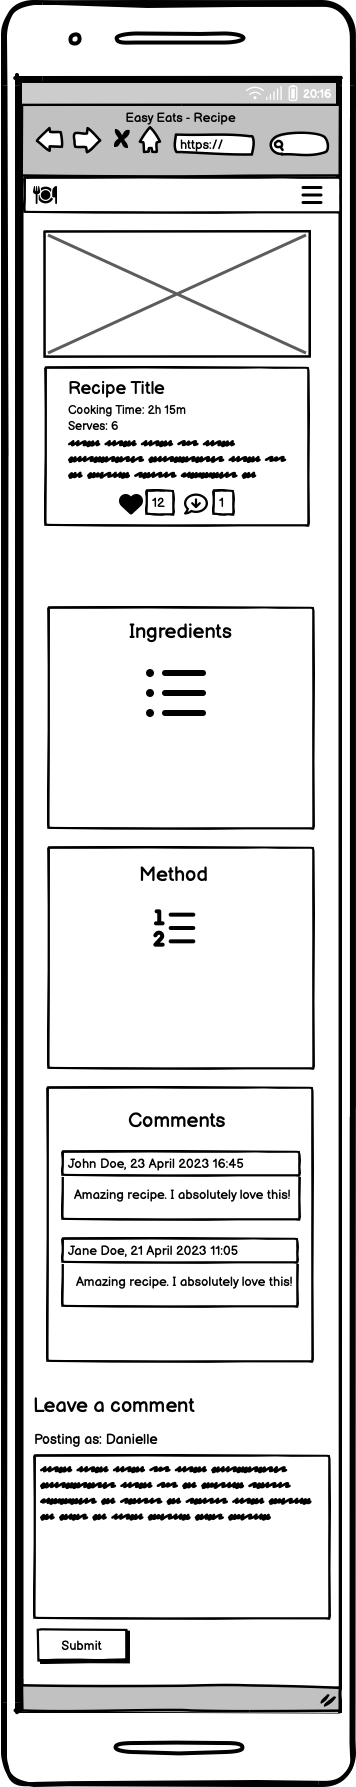 20:16
Easy Eats - Recipe
https://
Recipe Title
Cooking Time: 2h 15m
Serves: 6
12 1
Ingredients
Method
1
2
Comments
John Doe, 23 April 2023 16:45
Amazing recipe. I absolutely love this!
Jane Doe, 21 April 2023 11:05
Amazing recipe. I absolutely love this!
Leave a comment
Posting as: Danielle
Submit